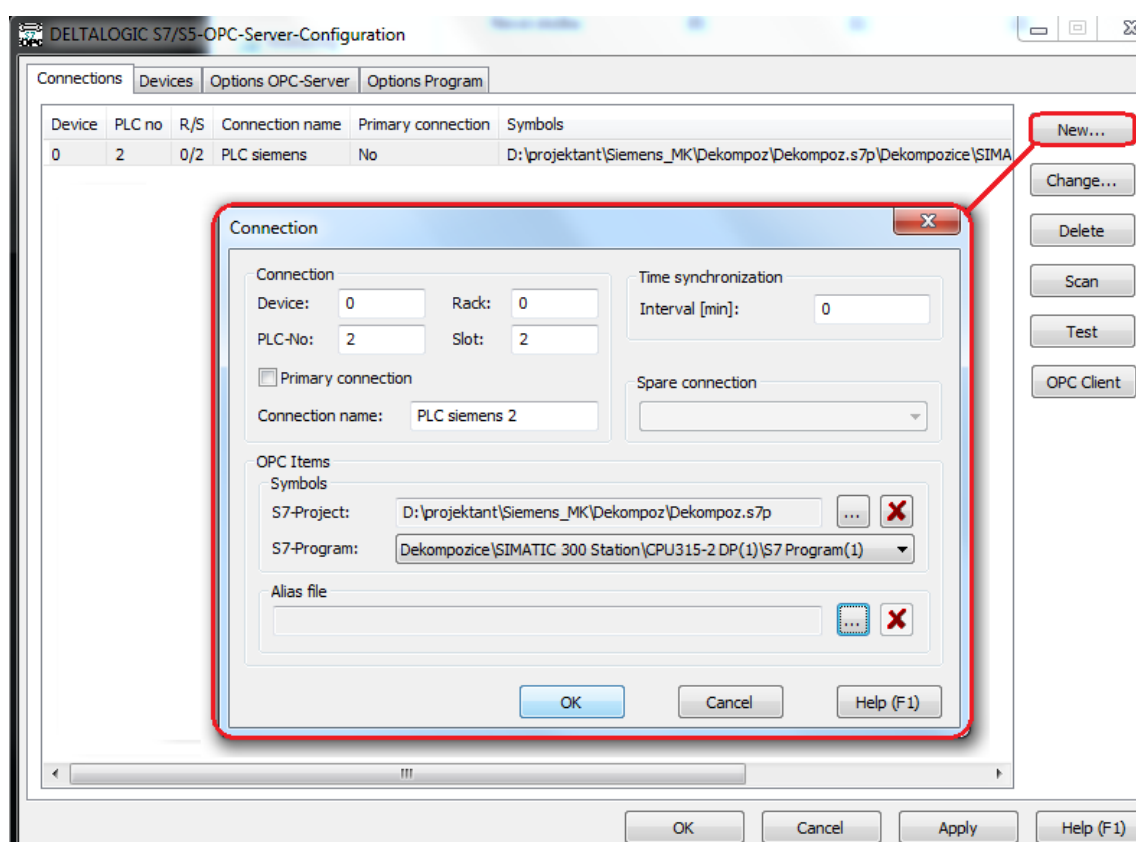 DELTALOGIC S7/S5-OPC-Server-Configuration
Connections Devices Options OPC-Server Options Program
Device PLC no R/S Connection name Primary connection Symbols
0 2 0/2 PLC siemens No D:\projektant\Siemens_MK\Dekompoz\Dekompoz.s7p\Dekompozice\SIMA
New...
Change...
Delete
Scan
Test
OPC Client
Connection
Connection
Device: 0 Rack: 0
PLC-No: 2 Slot: 2
Primary connection
Connection name: PLC siemens 2
Time synchronization
Interval [min]: 0
Spare connection
OPC Items
Symbols
S7-Project: D:\projektant\Siemens_MK\Dekompoz\Dekompoz.s7p ...
S7-Program: Dekompozice\SIMATIC 300 Station\CPU315-2 DP(1)\S7 Program(1)
Alias file
...
OK Cancel Help (F1)
OK Cancel Apply Help (F1)